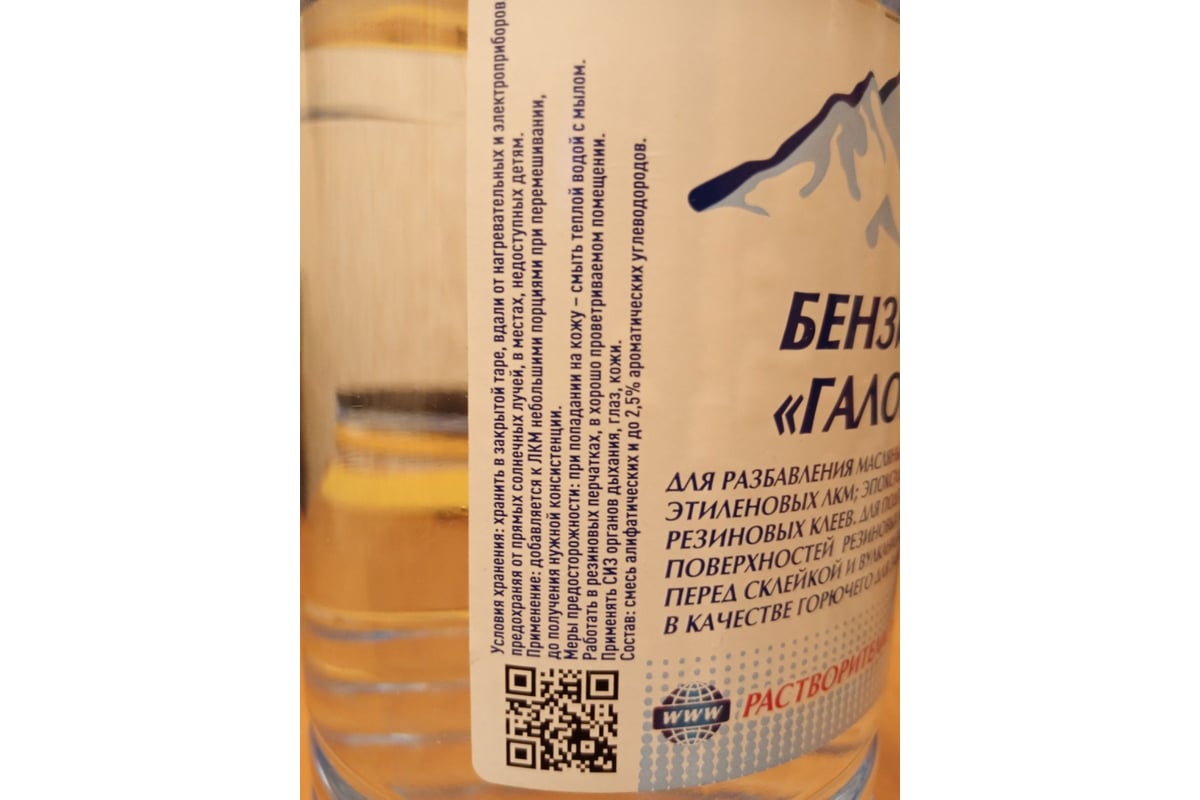 Условия хранения: хранить в закрытой таре, вдали от нагревательных и электроприборов
предохраняя от прямых солнечных лучей, в местах, недоступных детям.
Применение: добавляется к ЛКМ небольшими порциями при перемешивании,
до получения нужной консистенции.
Меры предосторожности: при попадании на кожу – смыть теплой водой с мылом.
Работать в резиновых перчатках, в хорошо проветриваемом помещении.
Применять СИЗ органов дыхания, глаз, кожи.
Состав: смесь алифатических и до 2,5% ароматических углеводородов.
БЕНЗ
«ГАЛО
ДЛЯ РАЗБАВЛЕНИЯ
ЭТИЛЕНОВЫХ ЛКМ;
РЕЗИНОВЫХ КЛЕЕВ. ДЛЯ
ПОВЕРХНОСТЕЙ РЕЗИНОВЫ
ПЕРЕД СКЛЕЙКОЙ И
В КАЧЕСТВЕ ГОРЮЧЕГО
www РАСТВОРИТЕЛ